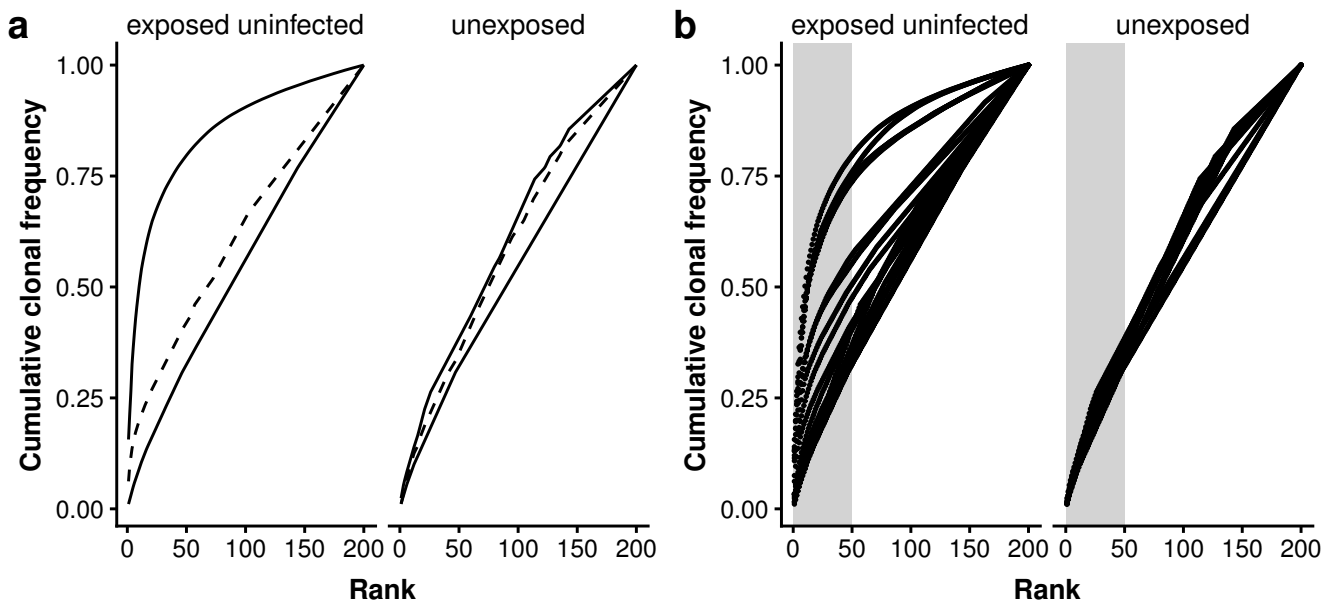 a
exposed uninfected
unexposed
Cumulative clonal frequency
1.00
0.75
0.50
0.25
0.00
0 50 100 150 200
0 50 100 150 200
Rank
b
exposed uninfected
unexposed
Cumulative clonal frequency
1.00
0.75
0.50
0.25
0.00
0 50 100 150 200
0 50 100 150 200
Rank